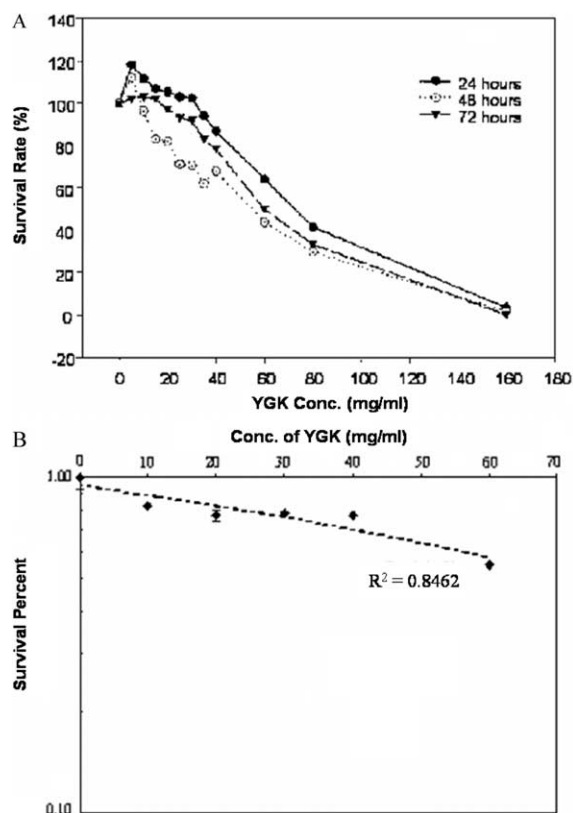 A
140
120
100
80
60
40
20
0
-20
Survival Rate (%)
24 hours
48 hours
72 hours
0 20 40 60 80 100 120 140 160 180
YGK Conc. (mg/ml)
B
Conc. of YGK (mg/ml)
0 10 20 30 40 50 60 70
1.00
0.10
Survival Percent
R² = 0.8462